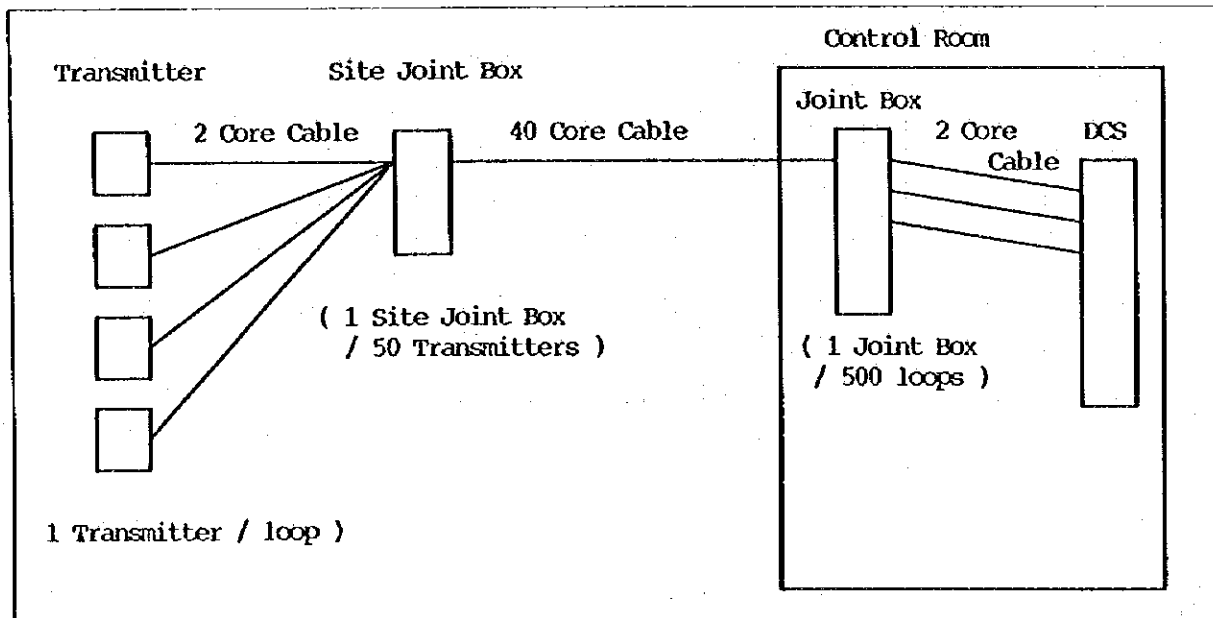 Control Room
Transmitter
Site Joint Box
Joint Box
2 Core Cable
40 Core Cable
2 Core
Cable
DCS
( 1 Site Joint Box
/ 50 Transmitters )
( 1 Joint Box
/ 500 loops )
1 Transmitter / loop )